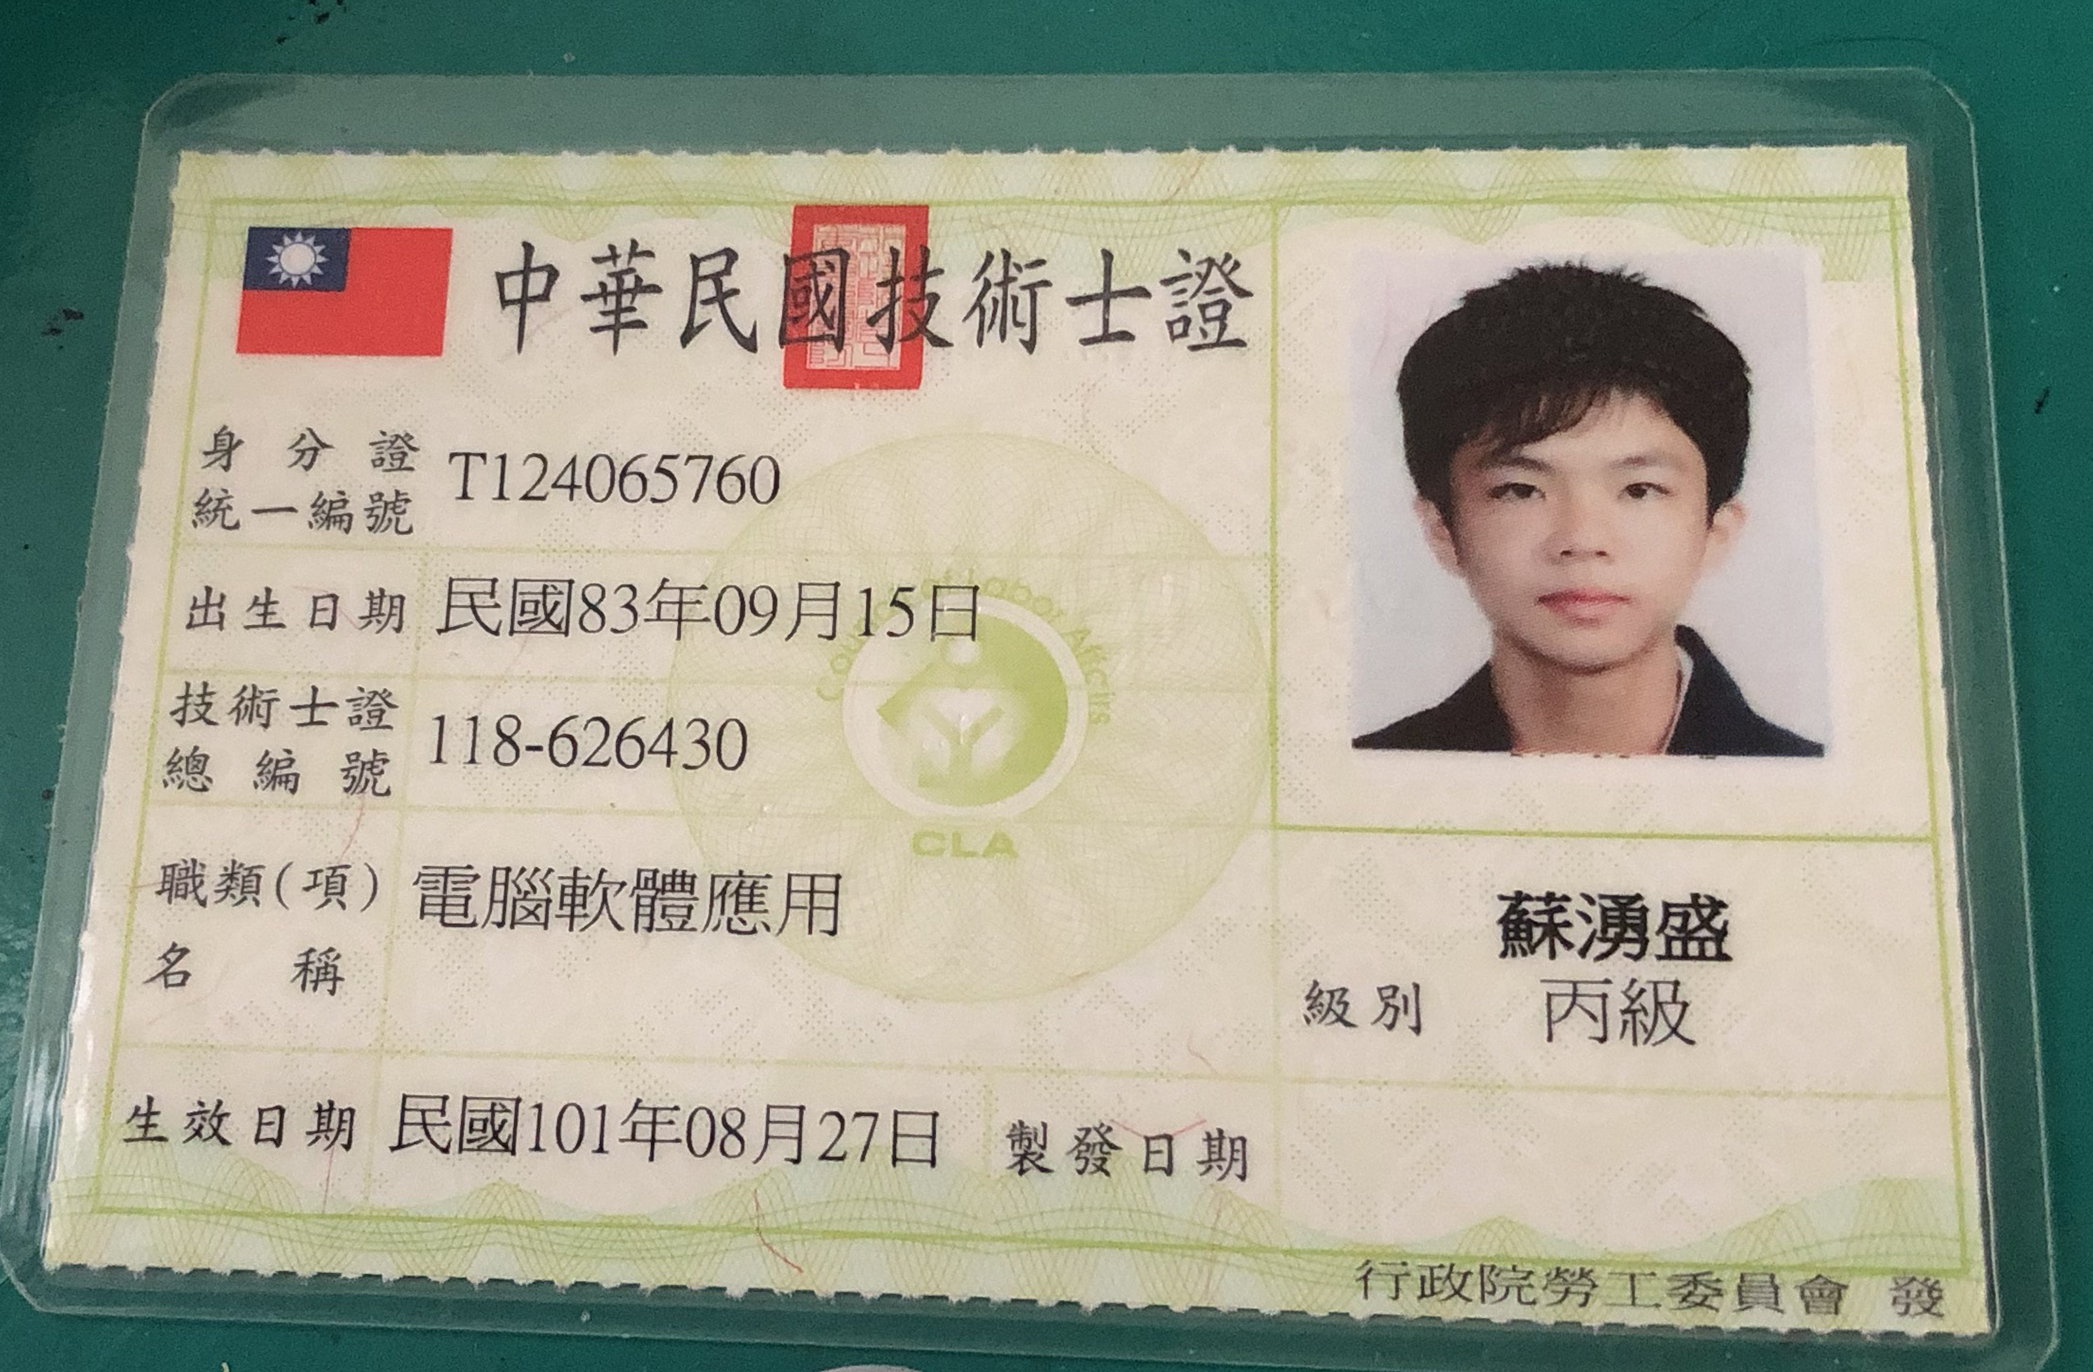 中華民國技術士證
身分證
統一編號 T124065760
出生日期 民國83年09月15日
技術士證
總編號 118-626430
職類(項)
名稱 電腦軟體應用
生效日期 民國101年08月27日
製發日期
蘇湧盛
級別 丙級
行政院勞工委員會 發
Council of Labor Affairs
CLA